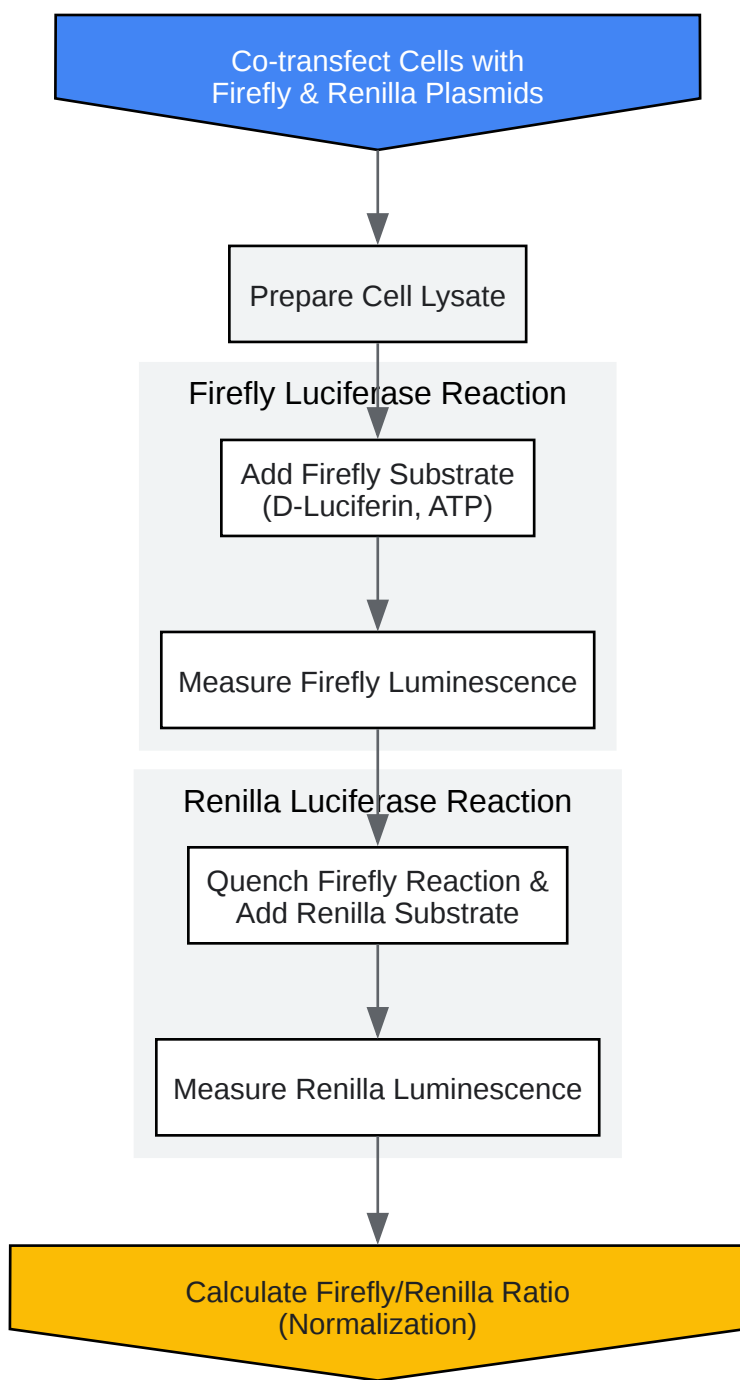 Co-transfect Cells with
Firefly & Renilla Plasmids
Prepare Cell Lysate
Firefly Luciferase Reaction
Add Firefly Substrate
(D-Luciferin, ATP)
Measure Firefly Luminescence
Renilla Luciferase Reaction
Quench Firefly Reaction &
Add Renilla Substrate
Measure Renilla Luminescence
Calculate Firefly/Renilla Ratio
(Normalization)